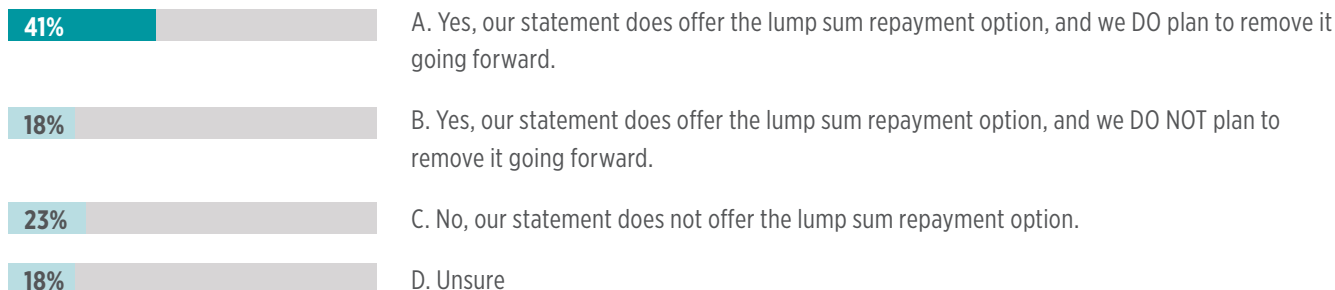 41%
A. Yes, our statement does offer the lump sum repayment option, and we DO plan to remove it
going forward.
18%
B. Yes, our statement does offer the lump sum repayment option, and we DO NOT plan to
remove it going forward.
23%
C. No, our statement does not offer the lump sum repayment option.
18%
D. Unsure